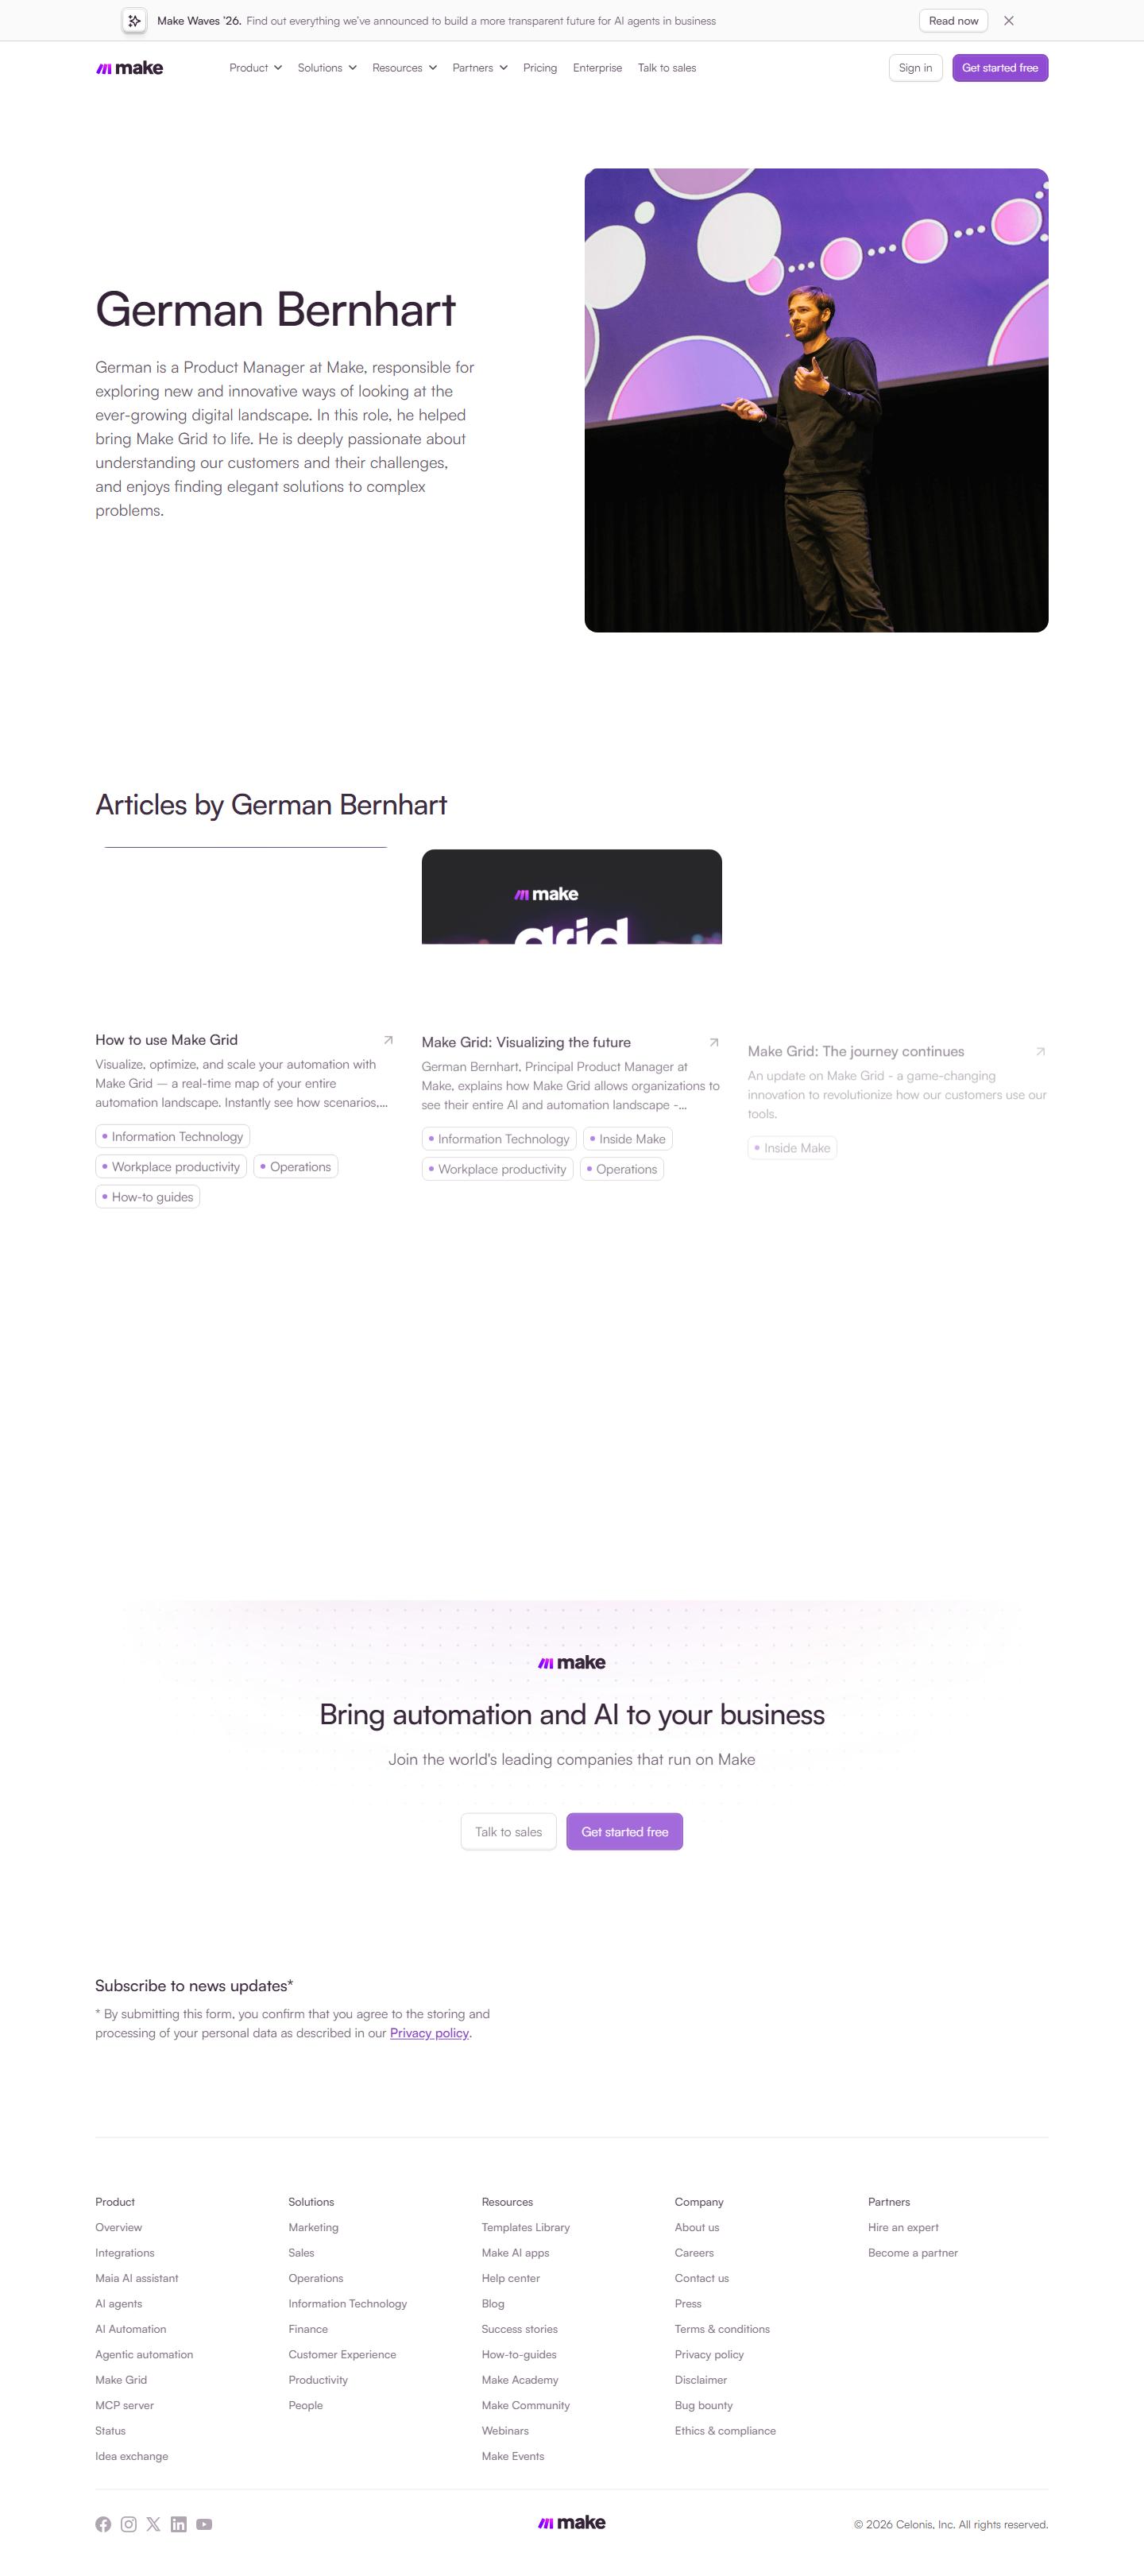 Make Waves '26. Find out everything we've announced to build a more transparent future for AI agents in business
Read now
make
Product
Solutions
Resources
Partners
Pricing
Enterprise
Talk to sales
Sign in
Get started free
German Bernhart
German is a Product Manager at Make, responsible for
exploring new and innovative ways of looking at the
ever-growing digital landscape. In this role, he helped
bring Make Grid to life. He is deeply passionate about
understanding our customers and their challenges,
and enjoys finding elegant solutions to complex
problems.
Articles by German Bernhart
make
grid
How to use Make Grid
Visualize, optimize, and scale your automation with
Make Grid — a real-time map of your entire
automation landscape. Instantly see how scenarios,...
Information Technology
Workplace productivity
Operations
How-to guides
Make Grid: Visualizing the future
German Bernhart, Principal Product Manager at
Make, explains how Make Grid allows organizations to
see their entire AI and automation landscape -...
Information Technology
Inside Make
Workplace productivity
Operations
Make Grid: The journey continues
An update on Make Grid - a game-changing
innovation to revolutionize how our customers use our
tools.
Inside Make
make
Bring automation and AI to your business
Join the world's leading companies that run on Make
Talk to sales
Get started free
Subscribe to news updates*
* By submitting this form, you confirm that you agree to the storing and
processing of your personal data as described in our Privacy policy.
Product
Overview
Integrations
Maia AI assistant
AI agents
AI Automation
Agentic automation
Make Grid
MCP server
Status
Idea exchange
Solutions
Marketing
Sales
Operations
Information Technology
Finance
Customer Experience
Productivity
People
Resources
Templates Library
Make AI apps
Help center
Blog
Success stories
How-to-guides
Make Academy
Make Community
Webinars
Make Events
Company
About us
Careers
Contact us
Press
Terms & conditions
Privacy policy
Disclaimer
Bug bounty
Ethics & compliance
Partners
Hire an expert
Become a partner
make
© 2026 Celonis, Inc. All rights reserved.